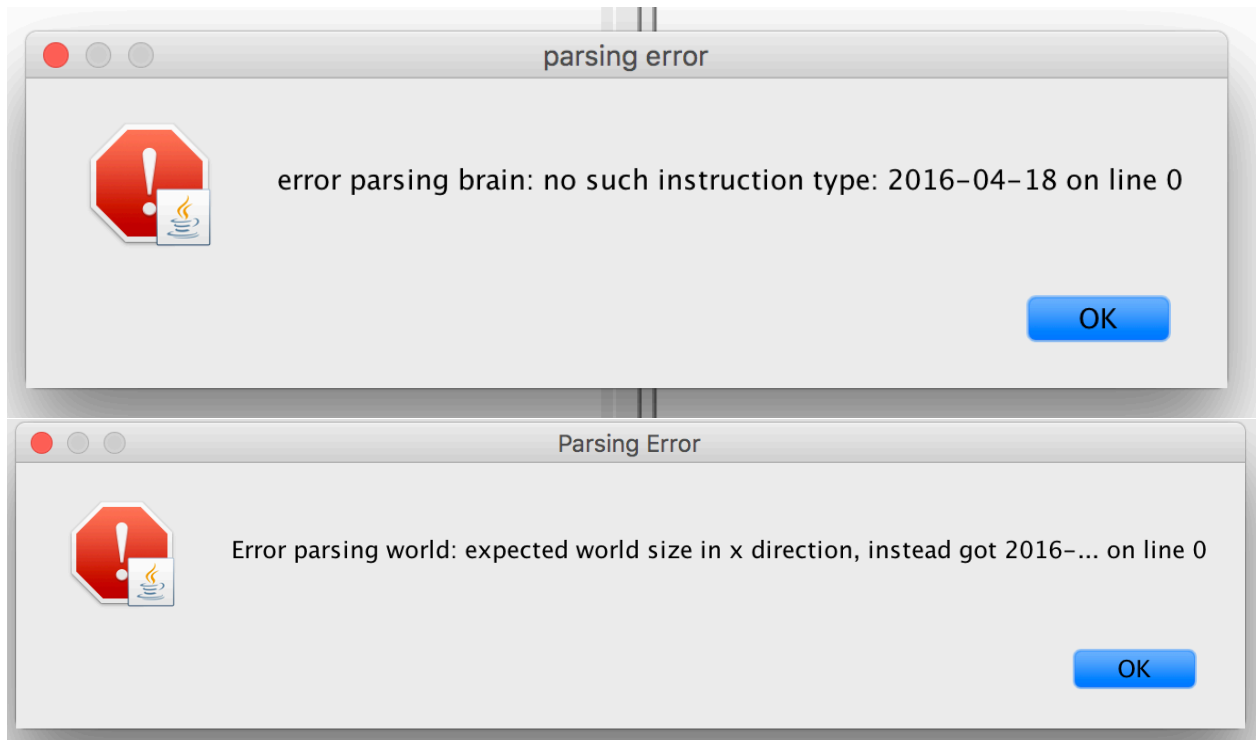 parsing error
error parsing brain: no such instruction type: 2016-04-18 on line 0
OK
Parsing Error
Error parsing world: expected world size in x direction, instead got 2016-... on line 0
OK